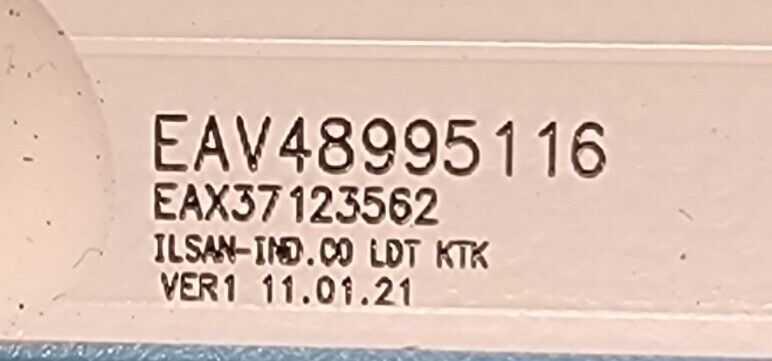 EAV48995116
EAX37123562
ILSAN-IND.CO LDT KTK
VER1 11.01.21